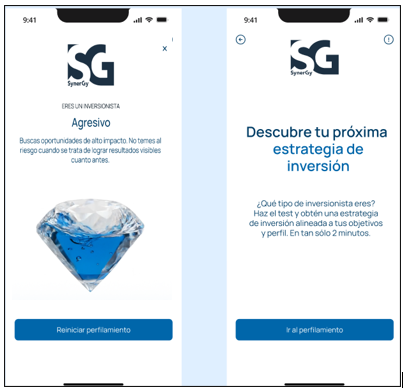 9:41
SG
SynerGy
x
ERES UN INVERSIONISTA
Agresivo
Buscas oportunidades de alto impacto. No temes al
riesgo cuando se trata de lograr resultados visibles
cuanto antes.
Reiniciar perfilamiento
9:41
SG
SynerGy
Descubre tu próxima
estrategia de
inversión
¿Qué tipo de inversionista eres?
Haz el test y obtén una estrategia
de inversión alineada a tus objetivos
y perfil. En tan sólo 2 minutos.
Ir al perfilamiento